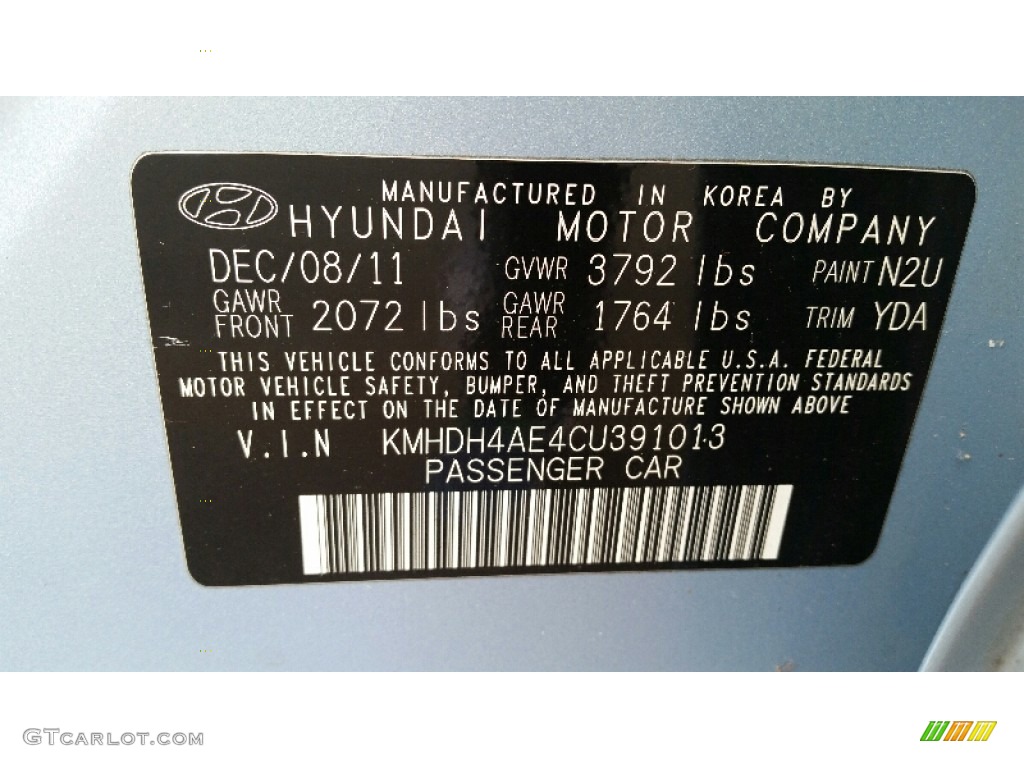 MANUFACTURED IN KOREA BY
HYUNDAI MOTOR COMPANY
DEC/08/11 GVWR 3792 lbs PAINT N2U
GAWR FRONT 2072 lbs GAWR REAR 1764 lbs TRIM YDA
THIS VEHICLE CONFORMS TO ALL APPLICABLE U.S.A. FEDERAL
MOTOR VEHICLE SAFETY, BUMPER, AND THEFT PREVENTION STANDARDS
IN EFFECT ON THE DATE OF MANUFACTURE SHOWN ABOVE
V.I.N KMHDH4AE4CU391013
PASSENGER CAR
GTCARLOT.COM